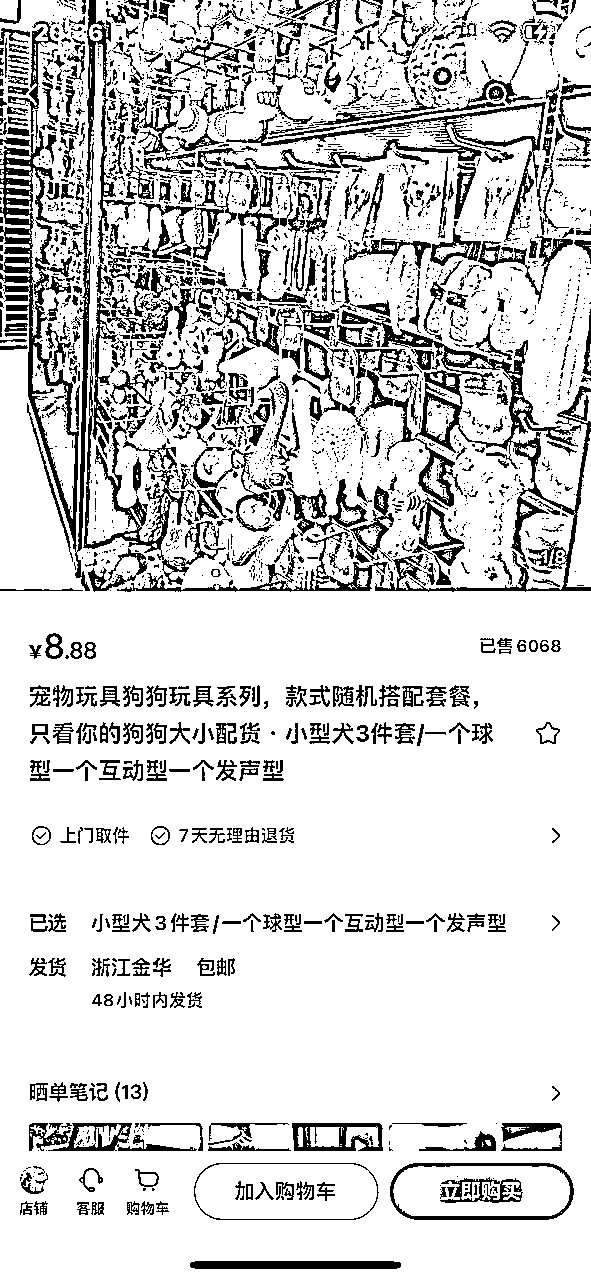 20:36
1/8
¥8.88
已售6068
宠物玩具狗狗玩具系列，款式随机搭配套餐，
只看你的狗狗大小配货·小型犬3件套/一个球
型一个互动型一个发声型
上门取件 7天无理由退货
已选 小型犬3件套/一个球型一个互动型一个发声型
发货 浙江金华 包邮
48小时内发货
晒单笔记 (13)
店铺 客服 购物车 加入购物车 立即购买